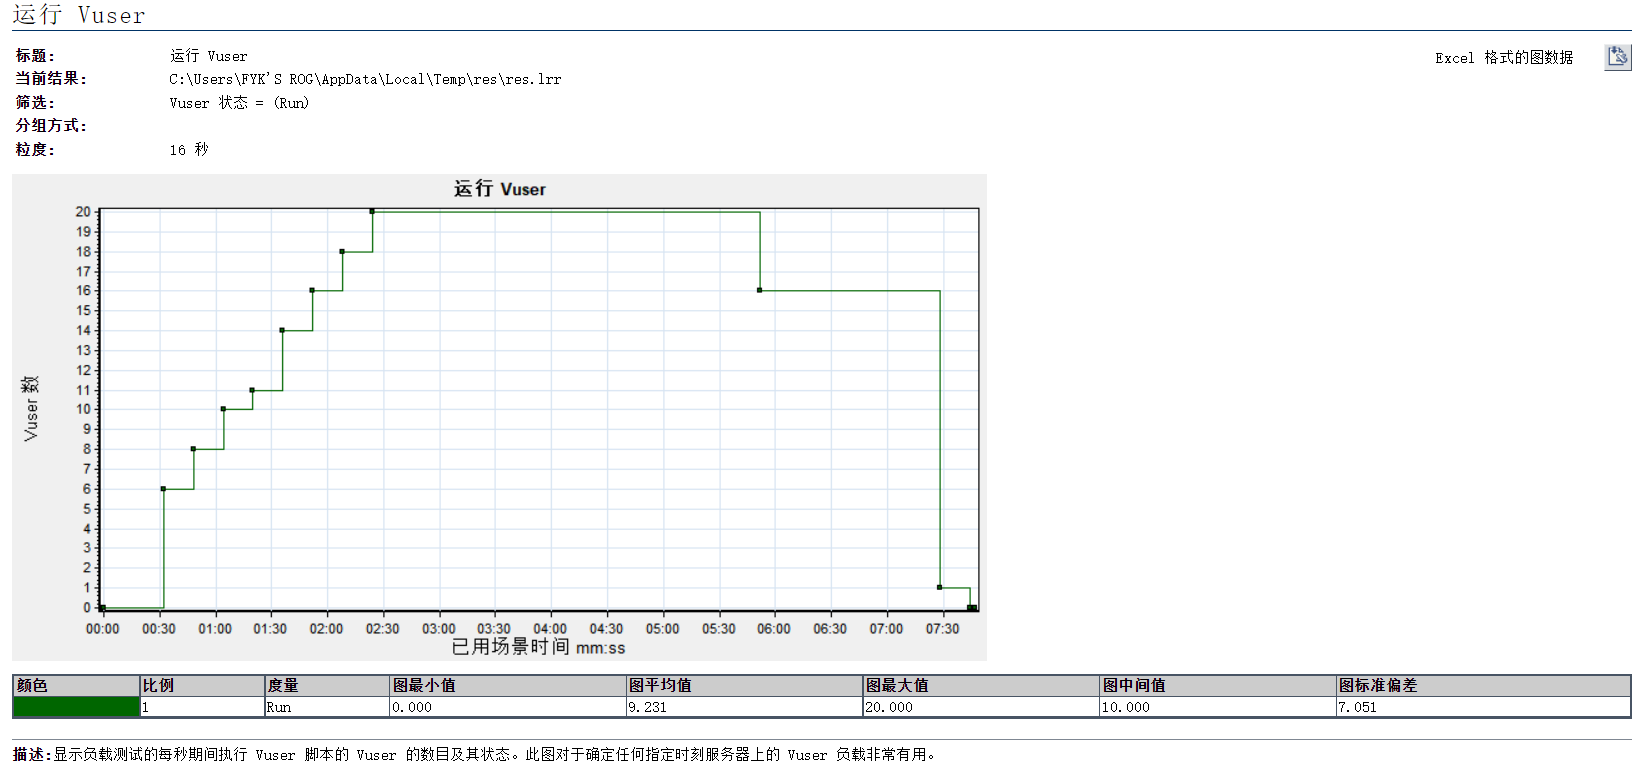 运行 Vuser
标题: 运行 Vuser
Excel 格式的图数据
当前结果: C:\Users\FYK'S ROG\AppData\Local\Temp\res\res.lrr
筛选: Vuser 状态 = (Run)
分组方式:
粒度: 16 秒
运行 Vuser
20
19
18
17
16
15
14
13
12
11
10
9
8
7
6
5
4
3
2
1
0
Vuser 数
00:00 00:30 01:00 01:30 02:00 02:30 03:00 03:30 04:00 04:30 05:00 05:30 06:00 06:30 07:00 07:30
已用场景时间 mm:ss
颜色 比例 度量 图最小值 图平均值 图最大值 图中间值 图标准偏差
1 Run 0.000 9.231 20.000 10.000 7.051
描述:显示负载测试的每秒期间执行 Vuser 脚本的 Vuser 的数目及其状态。此图对于确定任何指定时刻服务器上的 Vuser 负载非常有用。